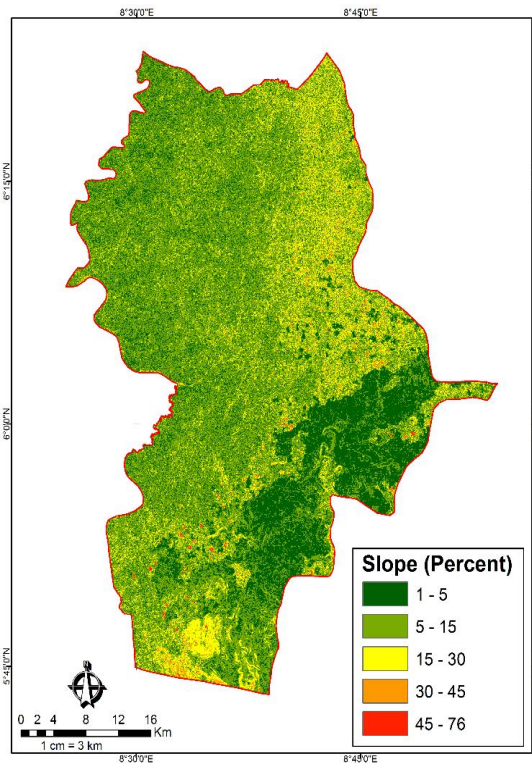 8°30'0"E 8°45'0"E
6°15'0"N
6°0'0"N
5°45'0"N
Slope (Percent)
1 - 5
5 - 15
15 - 30
30 - 45
45 - 76
0 2 4 8 12 16
Km
1 cm = 3 km
8°30'0"E 8°45'0"E